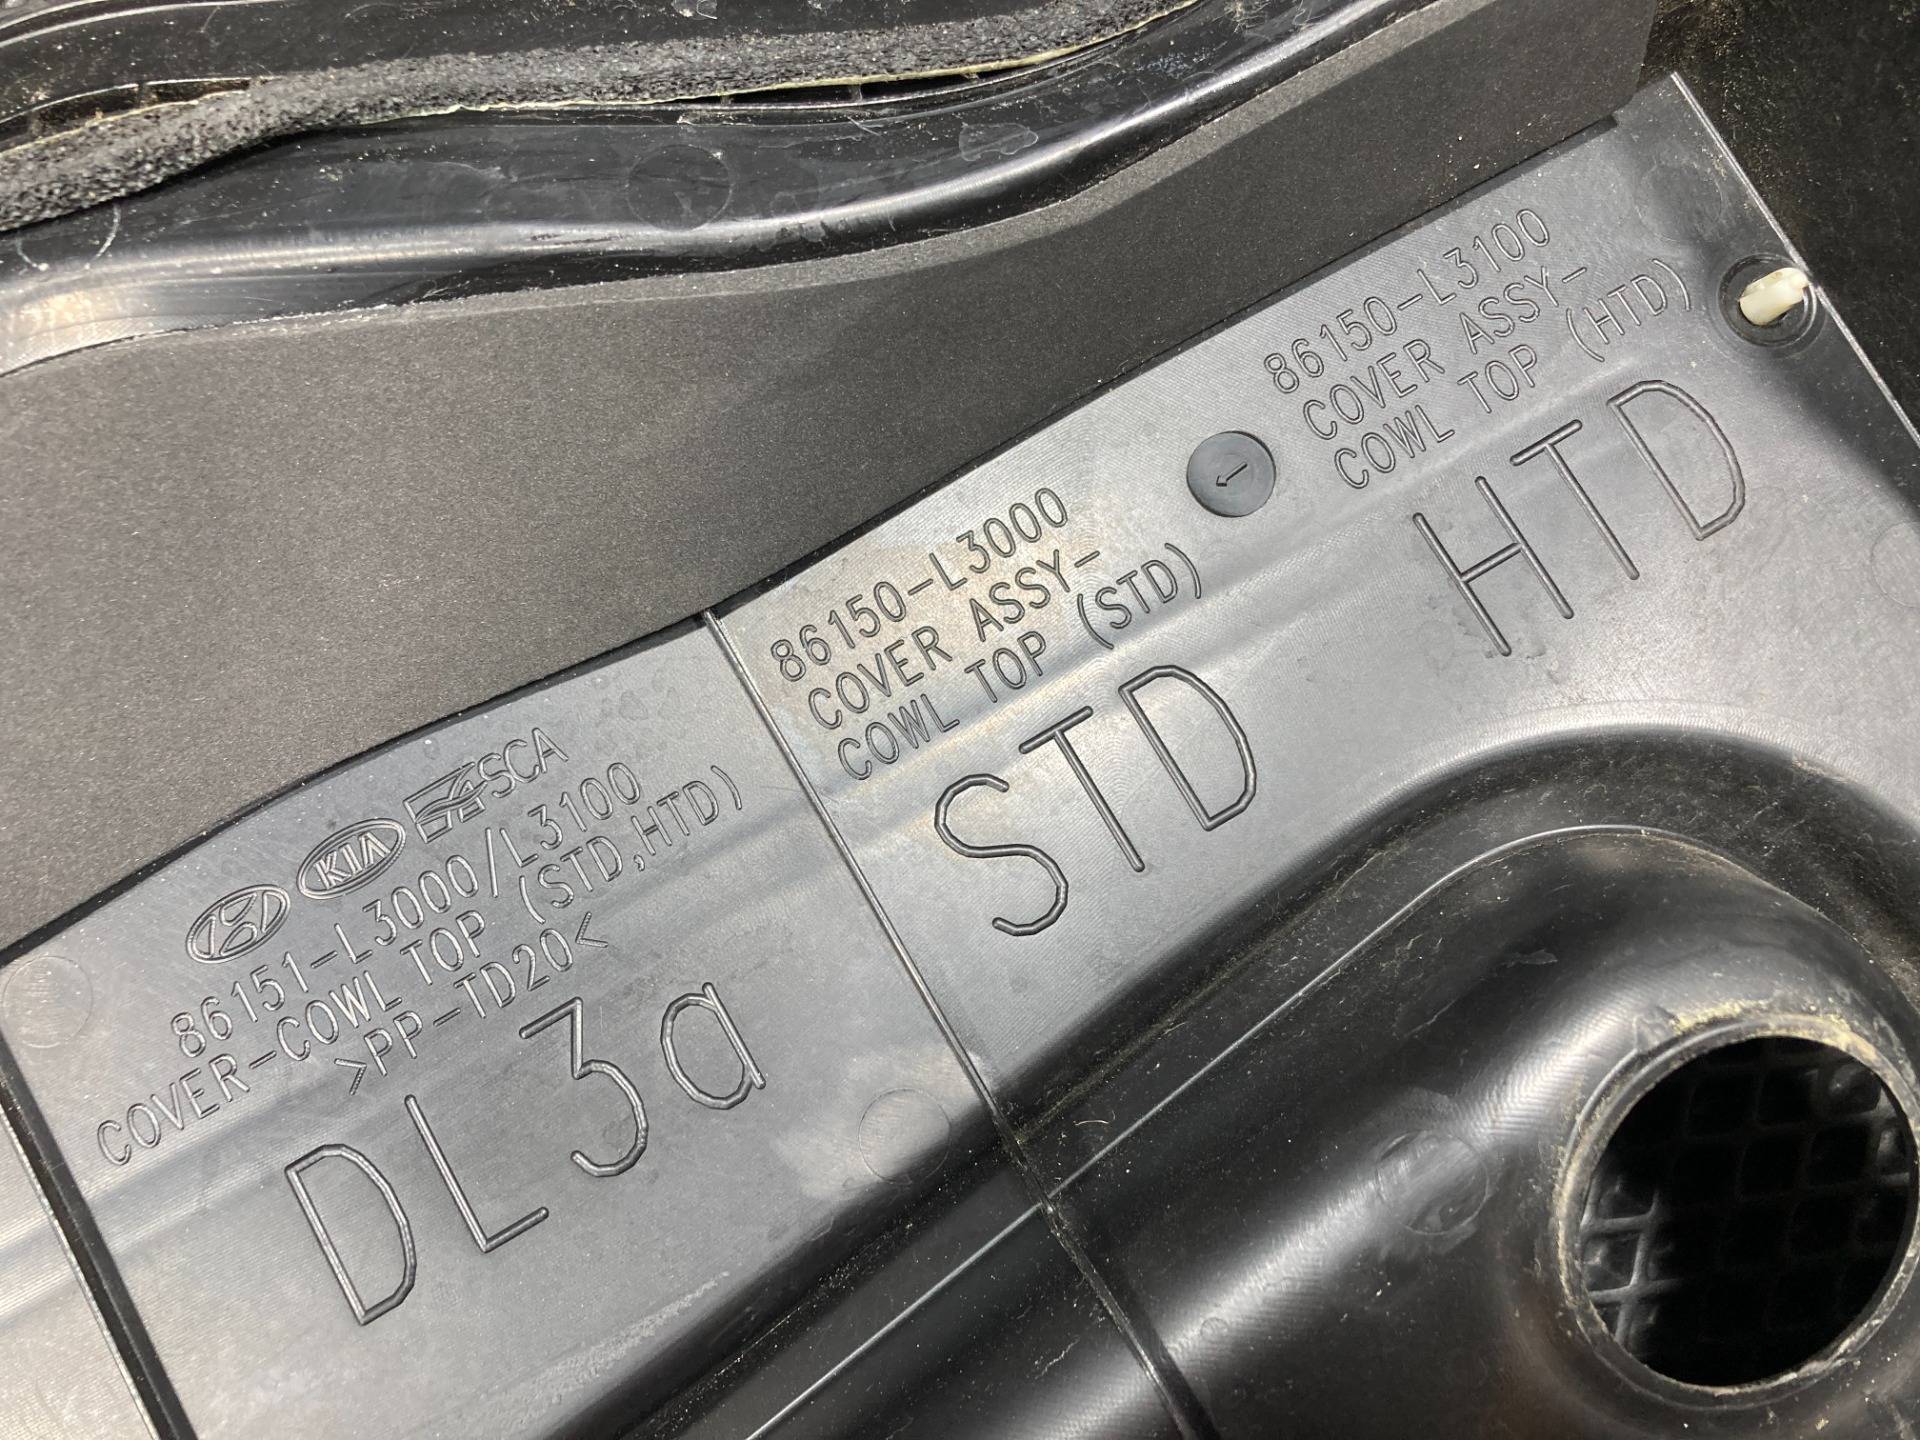 KIA
SCA
86151-L3000/L3100
COVER-COWL TOP (STD,HTD)
>PP-TD20<
DL3a
86150-L3000
COVER ASSY-
COWL TOP (STD)
STD
86150-L3100
COVER ASSY-
COWL TOP (HTD)
HTD